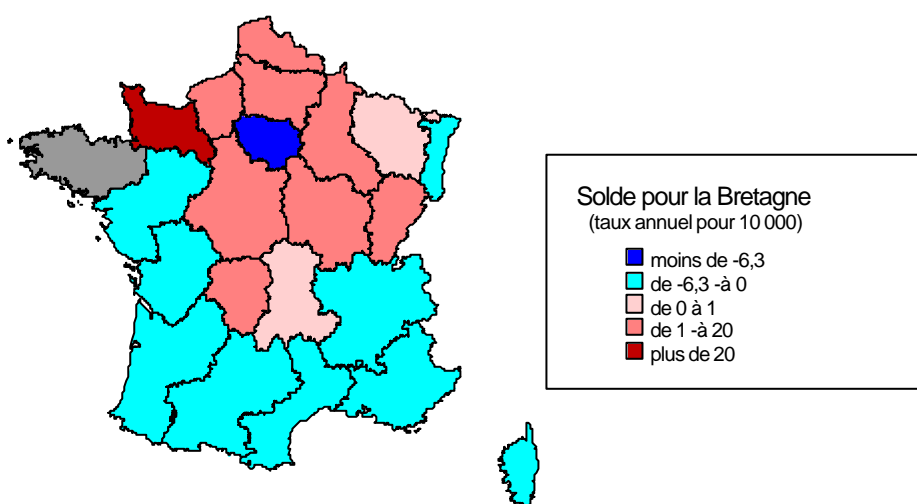 Solde pour la Bretagne
(taux annuel pour 10 000)
moins de -6,3
de -6,3 -à 0
de 0 à 1
de 1 -à 20
plus de 20